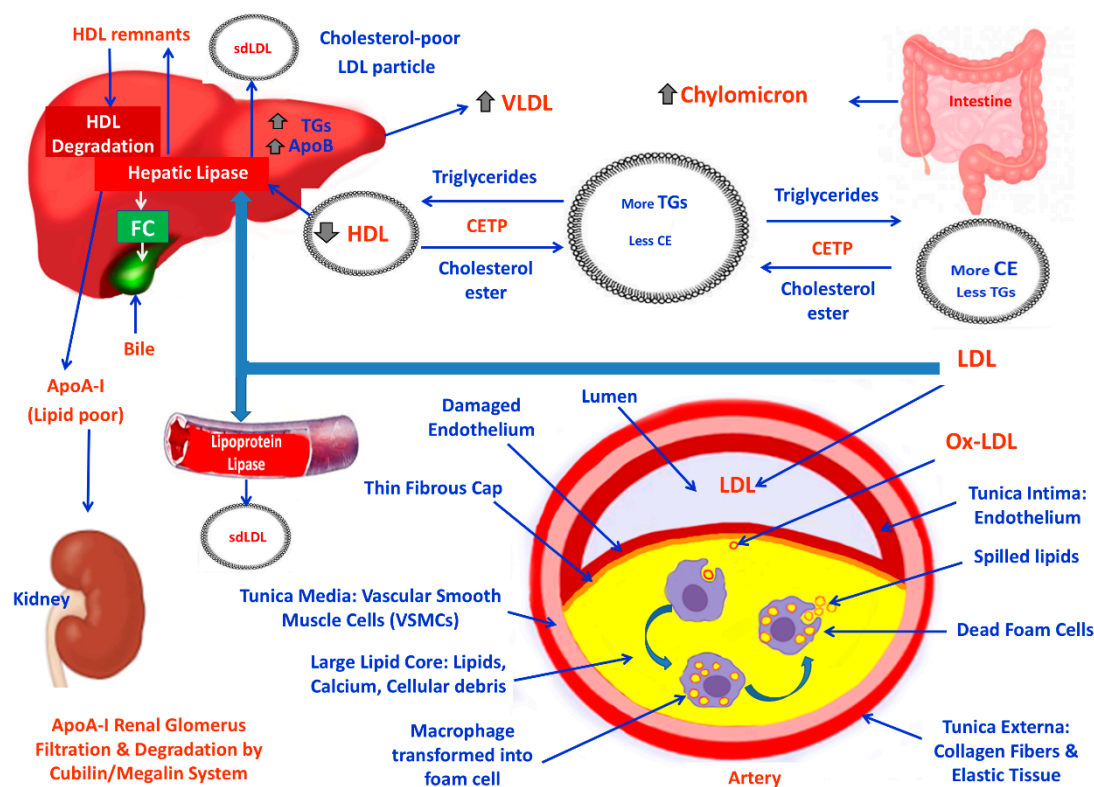 HDL remnants
sdLDL
Cholesterol-poor
LDL particle
HDL
Degradation
TGs
ApoB
VLDL
Chylomicron
Intestine
Hepatic Lipase
FC
Bile
HDL
Triglycerides
CETP
Cholesterol
ester
More TGs
Less CE
Triglycerides
CETP
Cholesterol
ester
More CE
Less TGs
LDL
ApoA-I
(Lipid poor)
Lipoprotein
Lipase
sdLDL
Kidney
ApoA-I Renal Glomerus
Filtration & Degradation by
Cubilin/Megalin System
Damaged
Endothelium
Lumen
LDL
Ox-LDL
Thin Fibrous Cap
Tunica Intima:
Endothelium
Spilled lipids
Tunica Media: Vascular Smooth
Muscle Cells (VSMCs)
Dead Foam Cells
Large Lipid Core: Lipids,
Calcium, Cellular debris
Macrophage
transformed into
foam cell
Artery
Tunica Externa:
Collagen Fibers &
Elastic Tissue